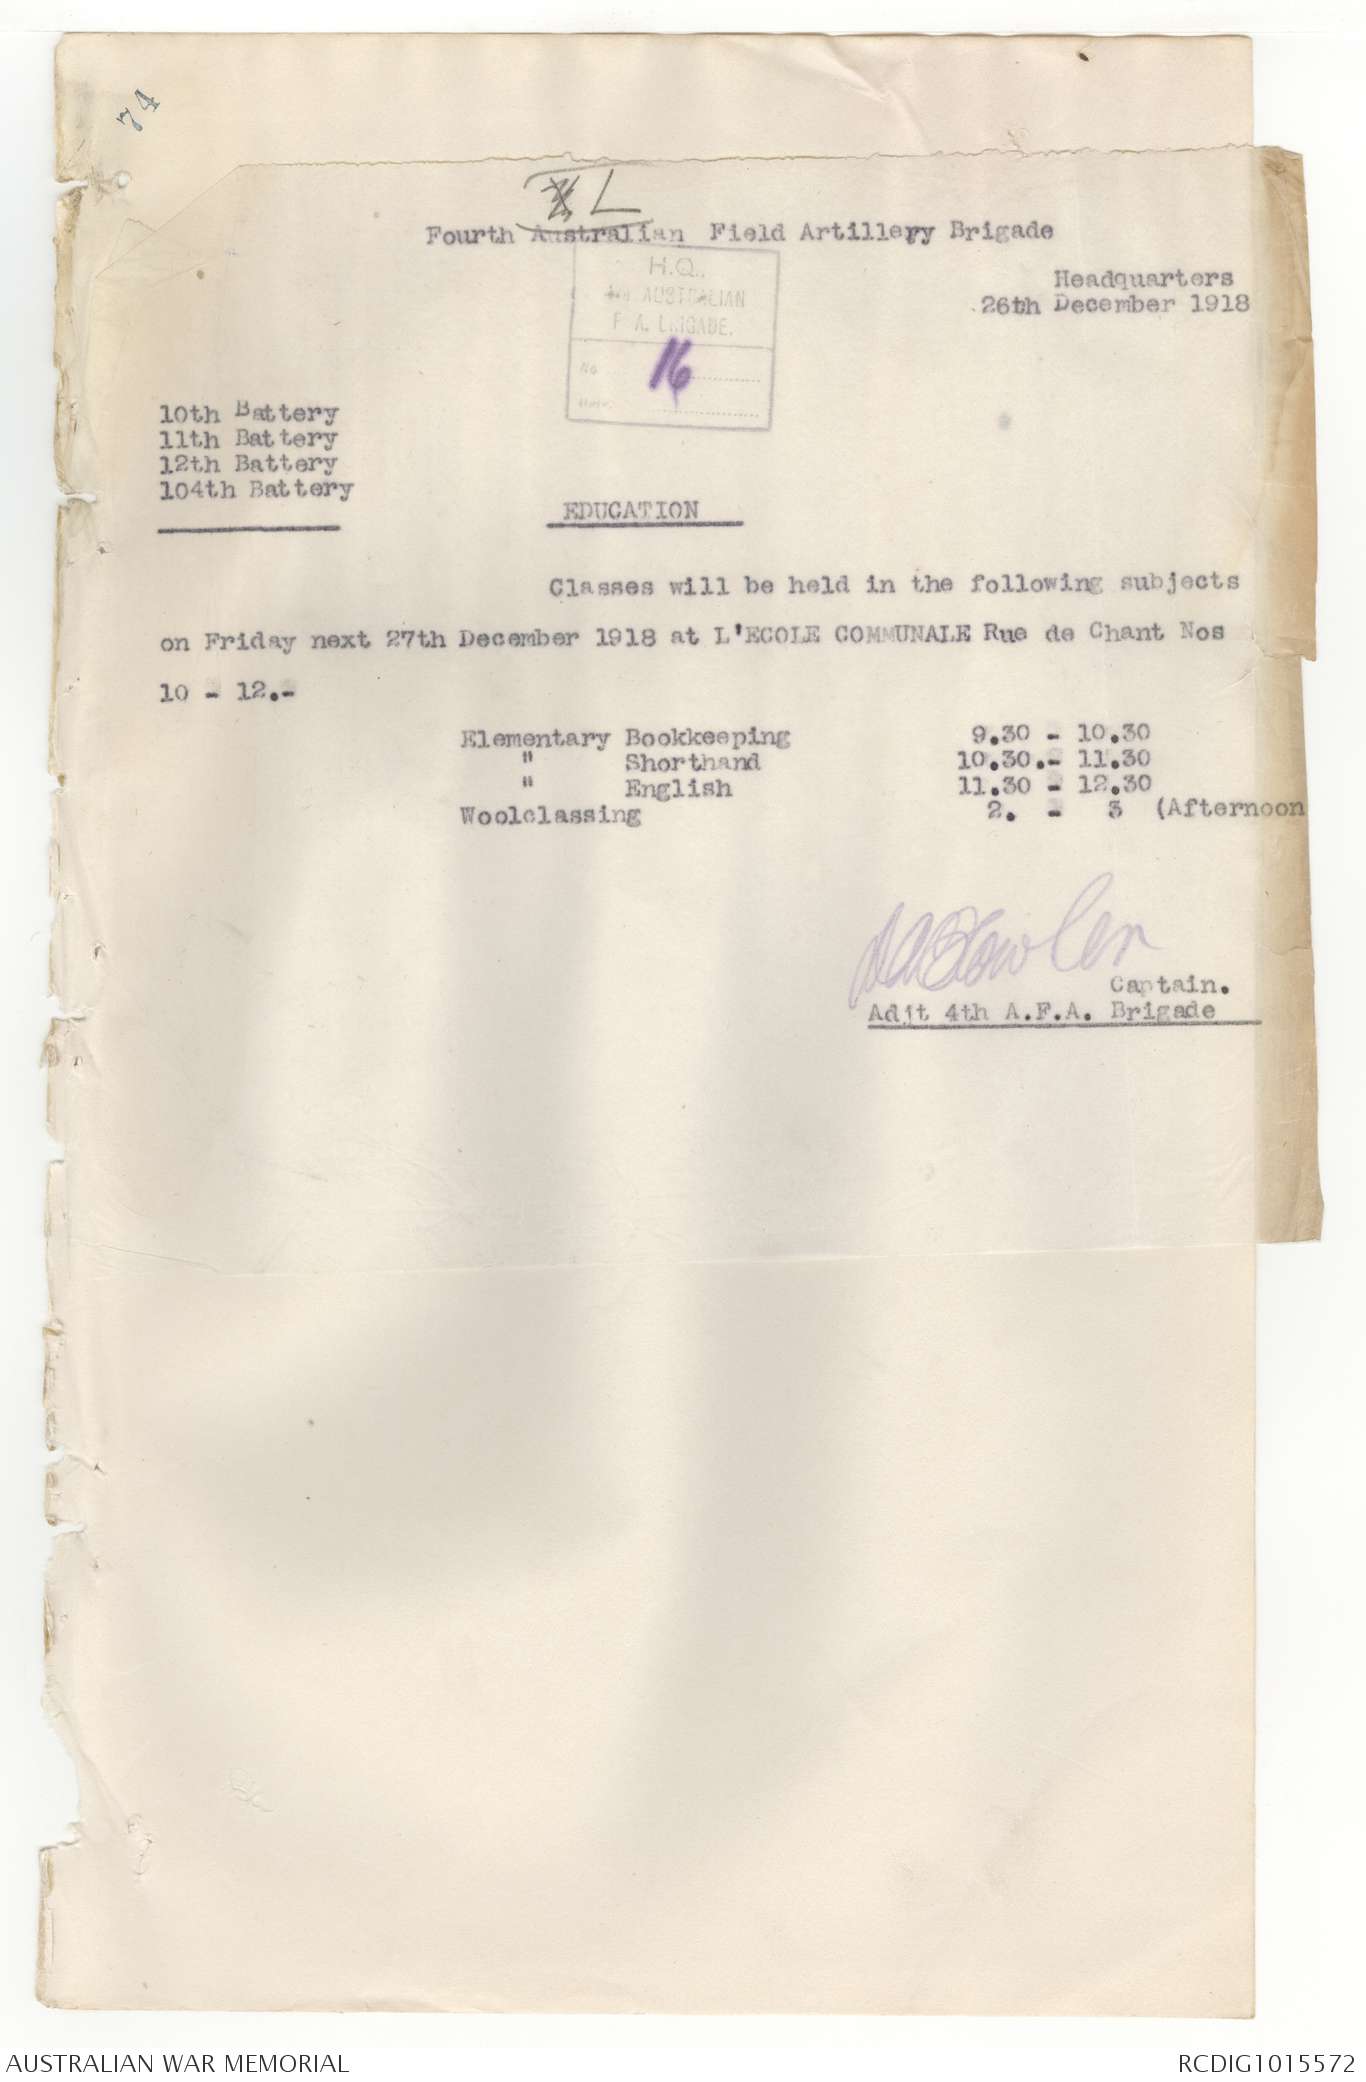 74
L
Fourth Australian Field Artillery Brigade
H.Q.,
4th AUSTRALIAN
F.A. BRIGADE.
No
16
Headquarters
26th December 1918
10th Battery
11th Battery
12th Battery
104th Battery
EDUCATION
Classes will be held in the following subjects
on Friday next 27th December 1918 at L'ECOLE COMMUNALE Rue de Chant Nos
10 - 12.-
Elementary Bookkeeping 9.30 - 10.30
" Shorthand 10.30.- 11.30
" English 11.30 - 12.30
Woolclassing 2. - 3 (Afternoon
Captain.
Adjt 4th A.F.A. Brigade
AUSTRALIAN WAR MEMORIAL
RCDIG1015572